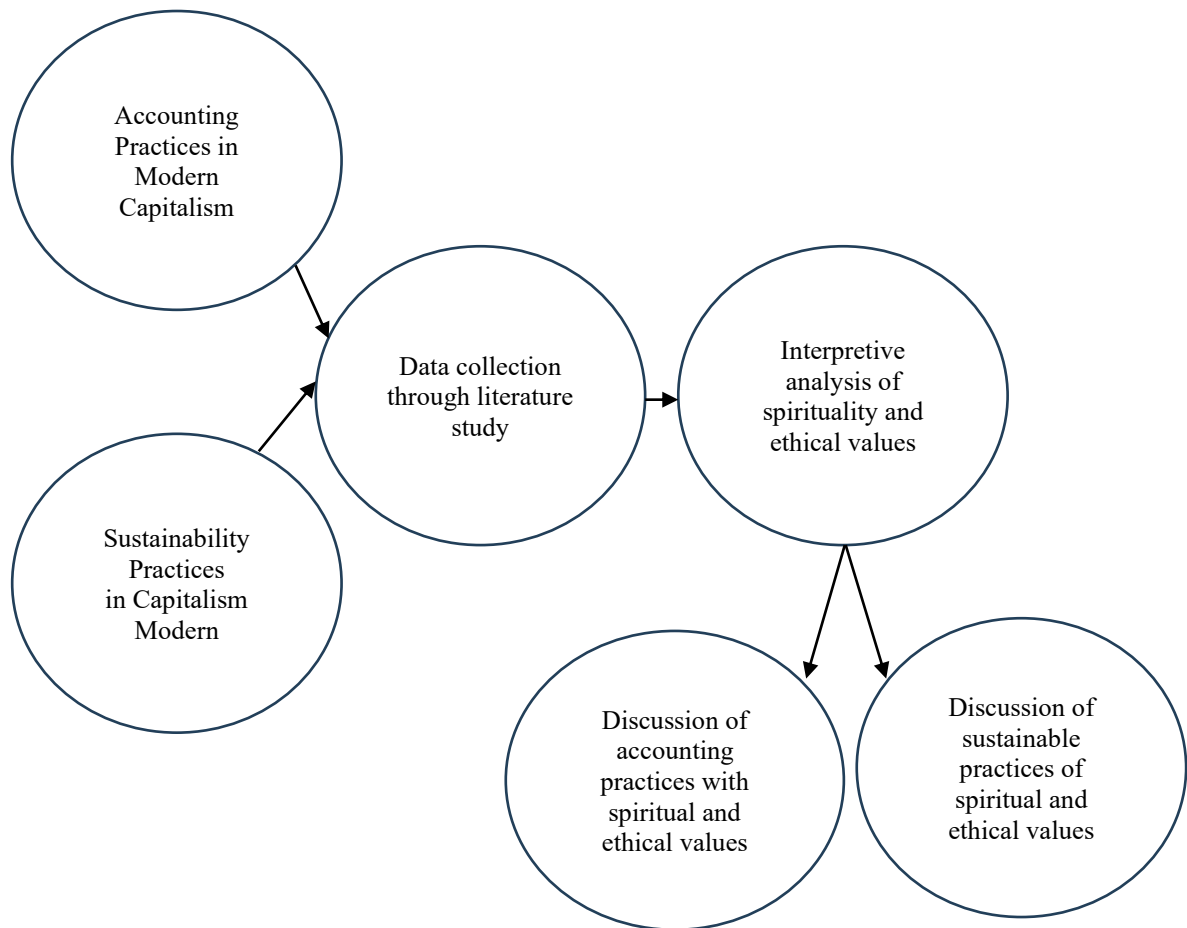 Accounting
Practices in
Modern
Capitalism
Data collection
through literature
study
Interpretive
analysis of
spirituality and
ethical values
Sustainability
Practices
in Capitalism
Modern
Discussion of
accounting
practices with
spiritual and
ethical values
Discussion of
sustainable
practices of
spiritual and
ethical values